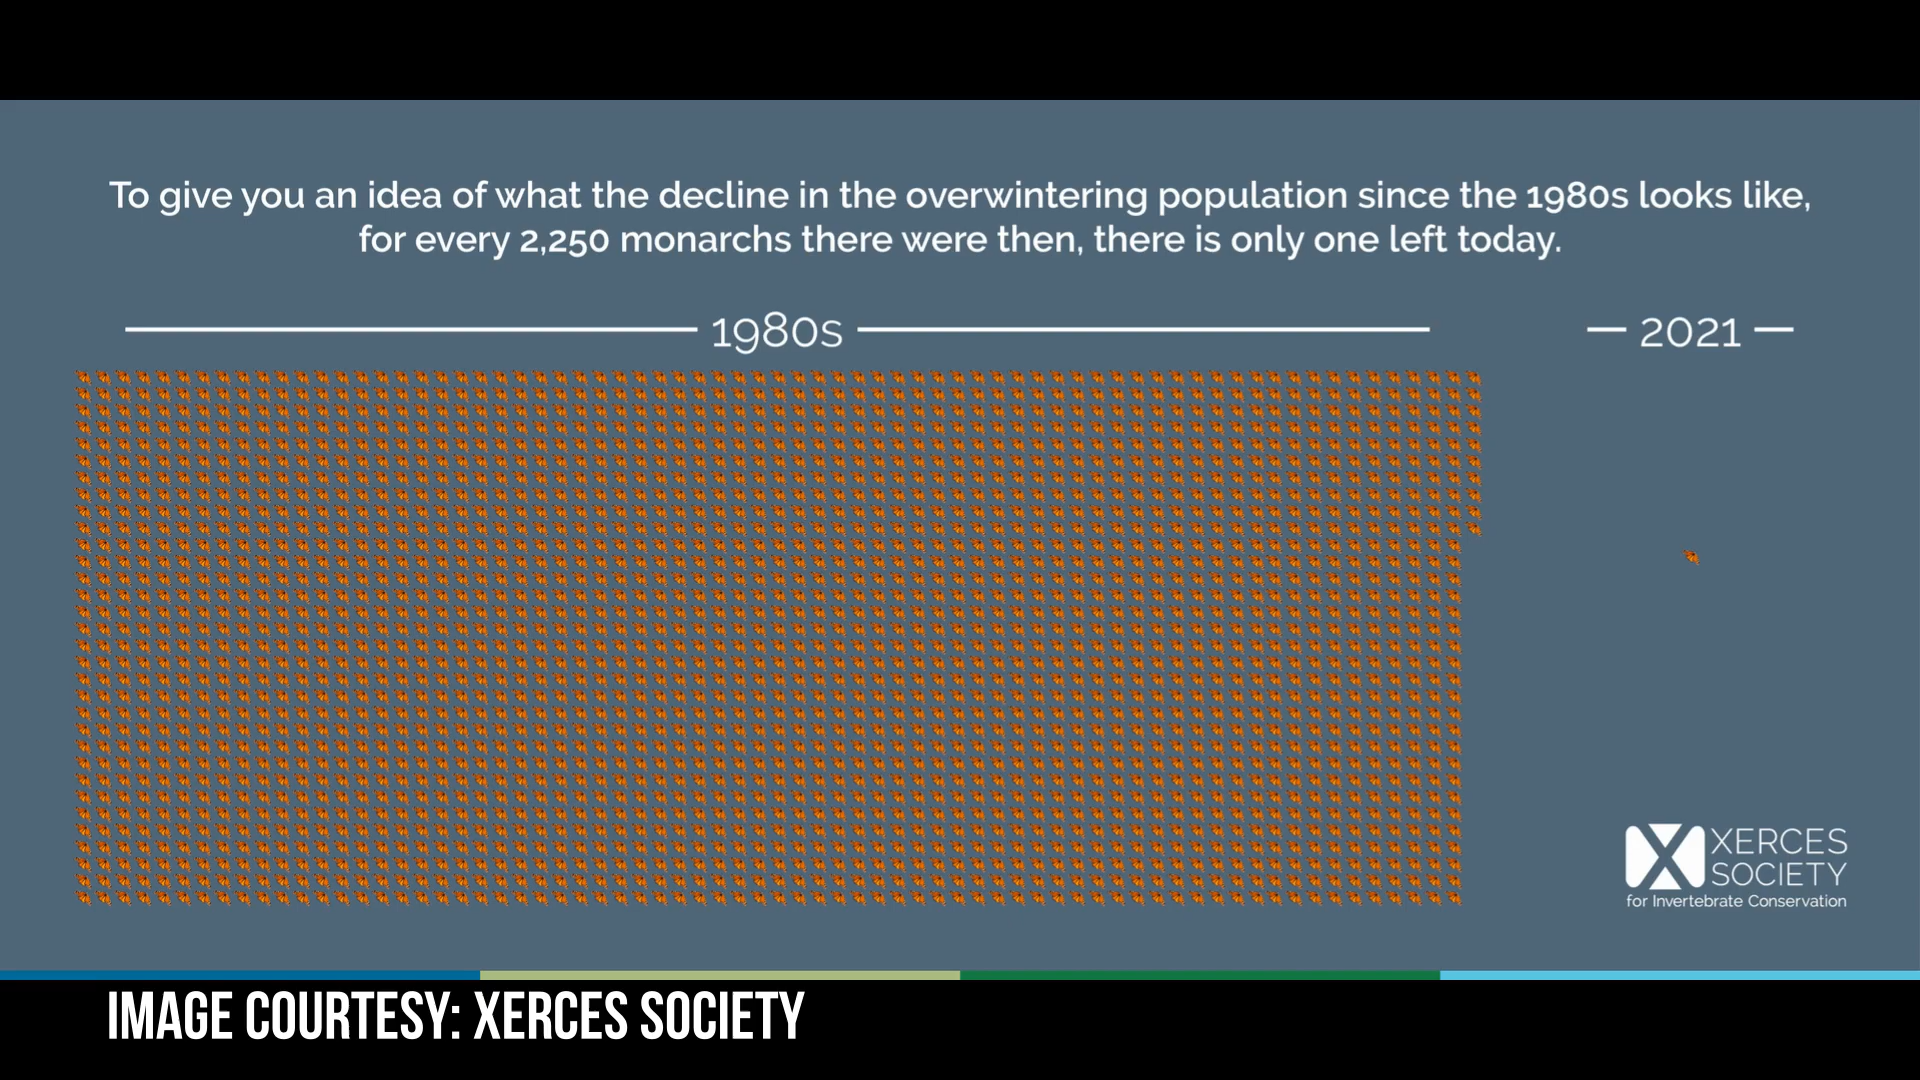 To give you an idea of what the decline in the overwintering population since the 1980s looks like,
for every 2,250 monarchs there were then, there is only one left today.
1980s
2021
XERCES
SOCIETY
for Invertebrate Conservation
IMAGE COURTESY: XERCES SOCIETY